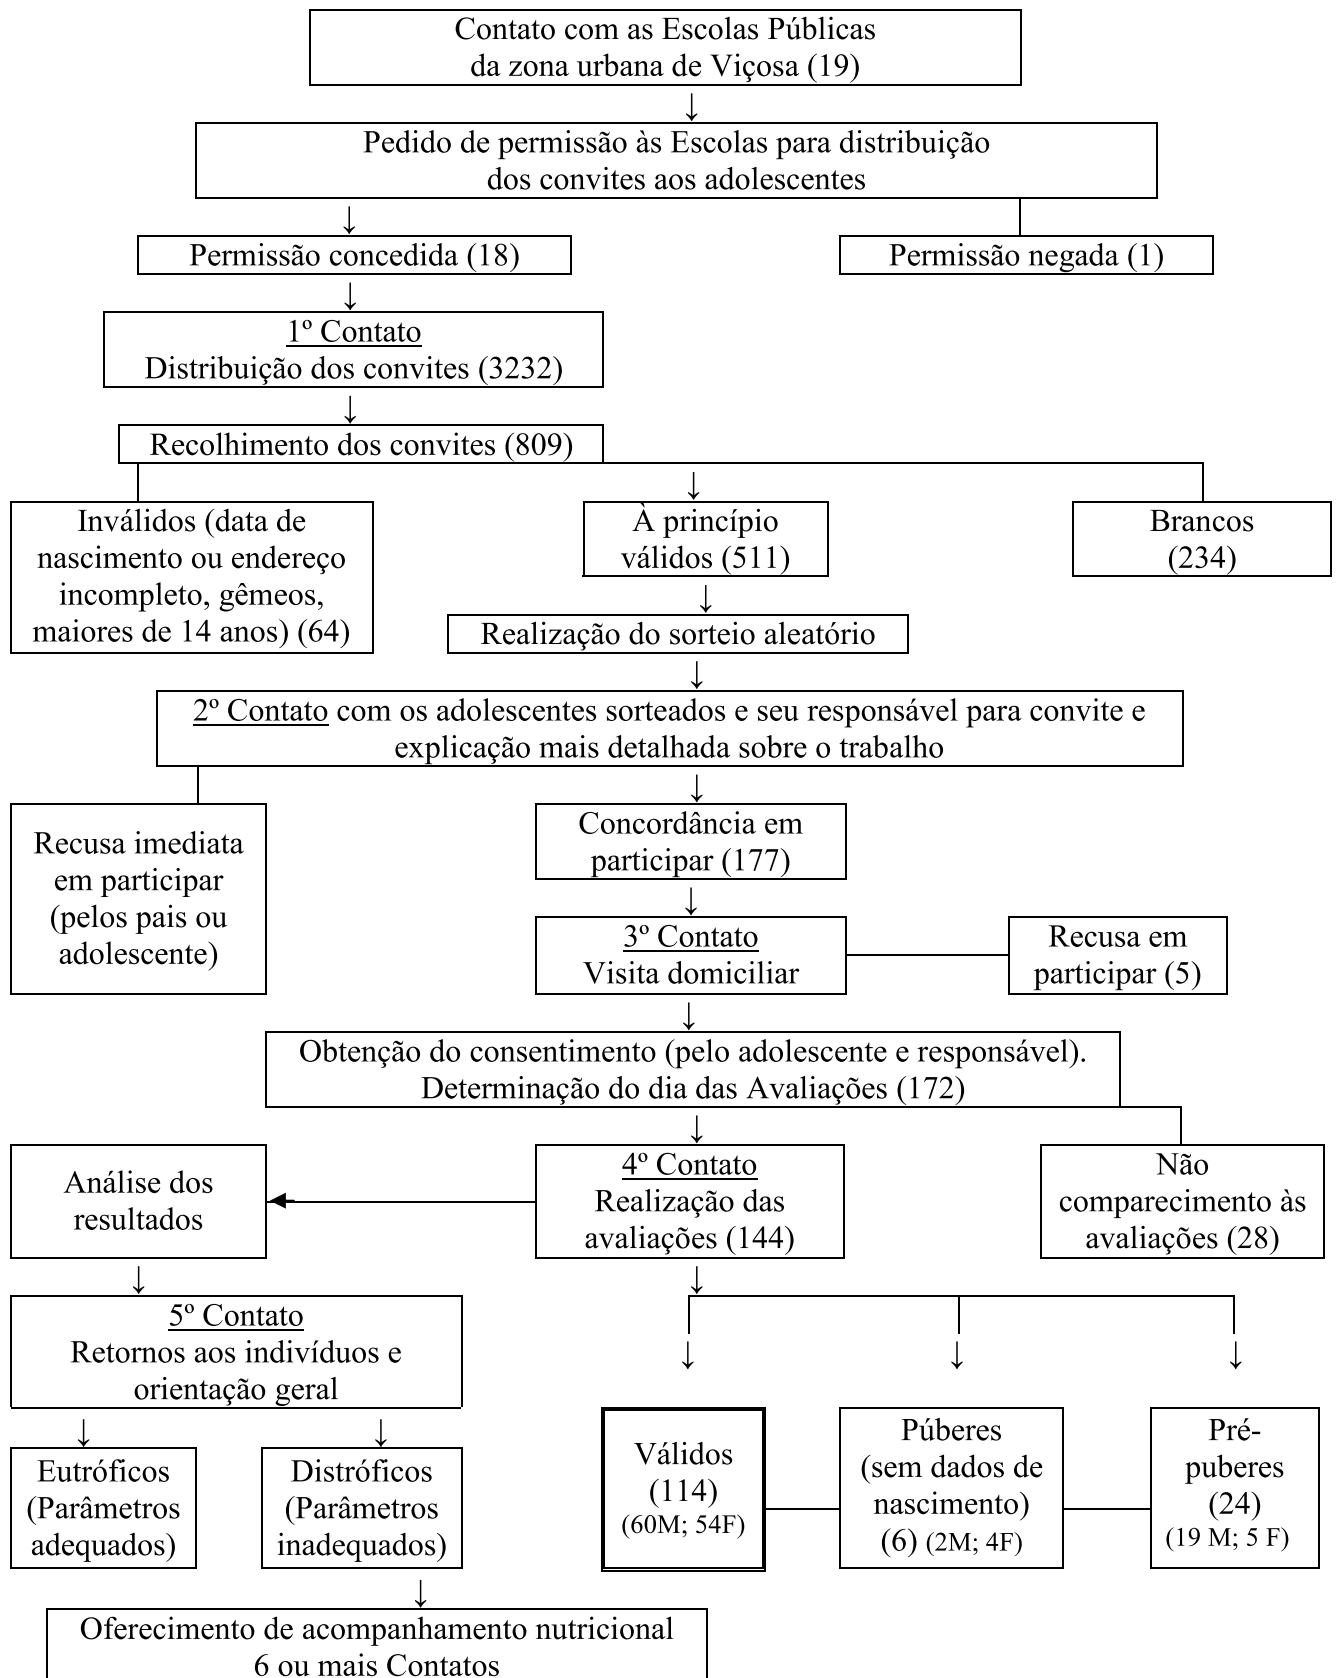 Contato com as Escolas Públicas
da zona urbana de Viçosa (19)
↓
Pedido de permissão às Escolas para distribuição
dos convites aos adolescentes
↓
Permissão concedida (18)
Permissão negada (1)
↓
1º Contato
Distribuição dos convites (3232)
↓
Recolhimento dos convites (809)
↓
Inválidos (data de
nascimento ou endereço
incompleto, gêmeos,
maiores de 14 anos) (64)
À princípio
válidos (511)
Brancos
(234)
↓
Realização do sorteio aleatório
↓
2º Contato com os adolescentes sorteados e seu responsável para convite e
explicação mais detalhada sobre o trabalho
↓
Recusa imediata
em participar
(pelos pais ou
adolescente)
Concordância em
participar (177)
↓
3º Contato
Visita domiciliar
Recusa em
participar (5)
↓
Obtenção do consentimento (pelo adolescente e responsável).
Determinação do dia das Avaliações (172)
↓
Análise dos
resultados
4º Contato
Realização das
avaliações (144)
Não
comparecimento às
avaliações (28)
↓ ↓
5º Contato
Retornos aos indivíduos e
orientação geral
↓ ↓ ↓
↓ ↓
Eutróficos
(Parâmetros
adequados)
Distróficos
(Parâmetros
inadequados)
Válidos
(114)
(60M; 54F)
Púberes
(sem dados de
nascimento)
(6) (2M; 4F)
Pré-
puberes
(24)
(19 M; 5 F)
↓
Oferecimento de acompanhamento nutricional
6 ou mais Contatos